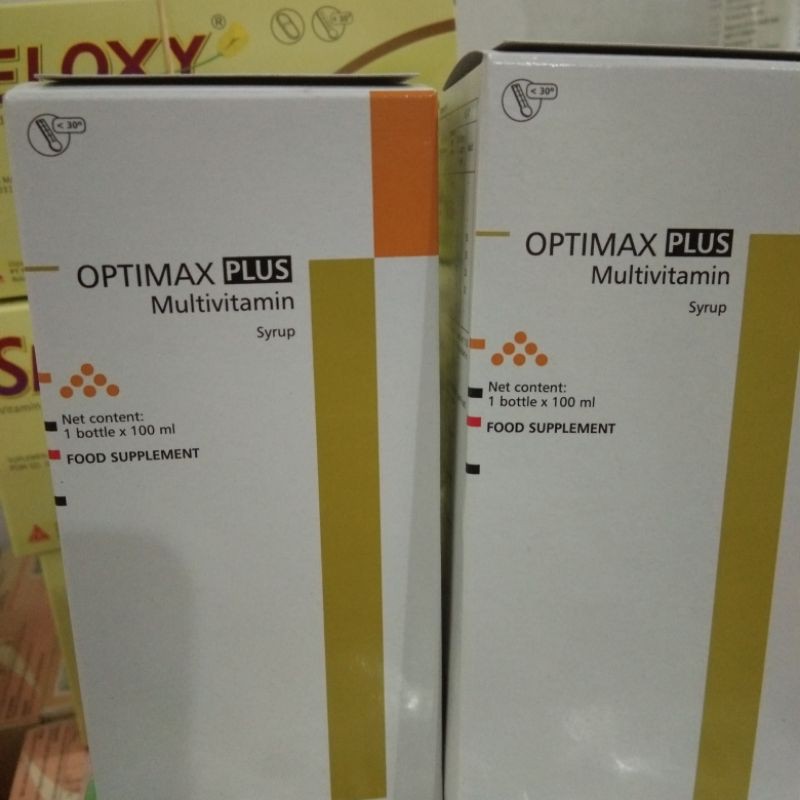 ELOXY®
< 30°
OPTIMAX PLUS
Multivitamin
Syrup
Net content:
1 bottle x 100 ml
FOOD SUPPLEMENT
< 30°
OPTIMAX PLUS
Multivitamin
Syrup
Net content:
1 bottle x 100 ml
FOOD SUPPLEMENT